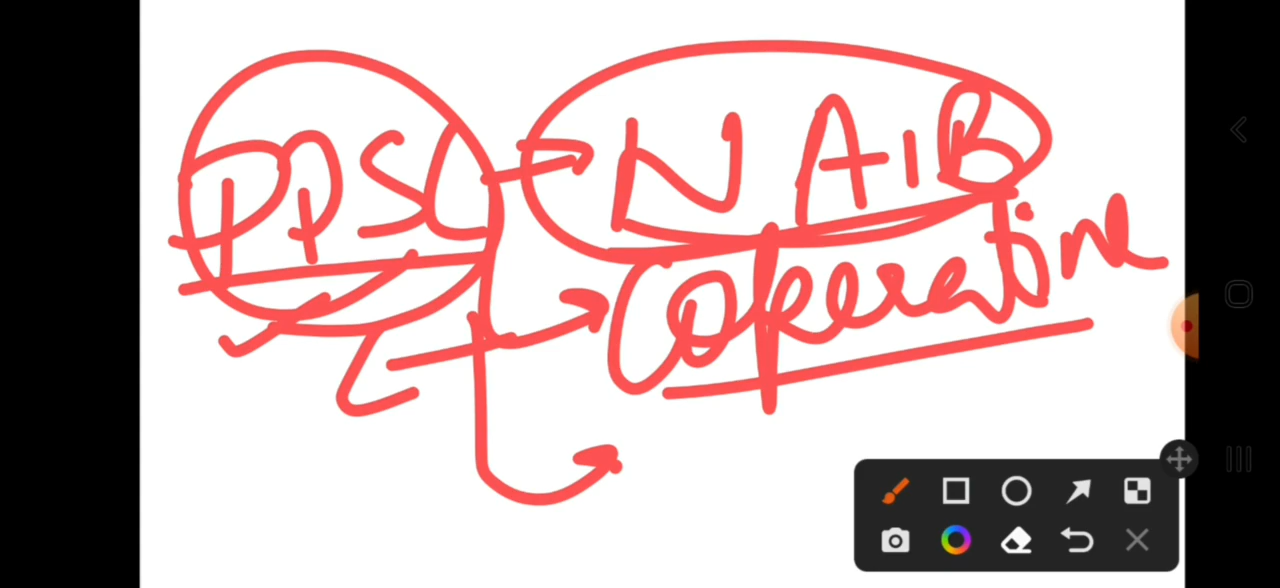 PPSC → NAIB
→ Coperative